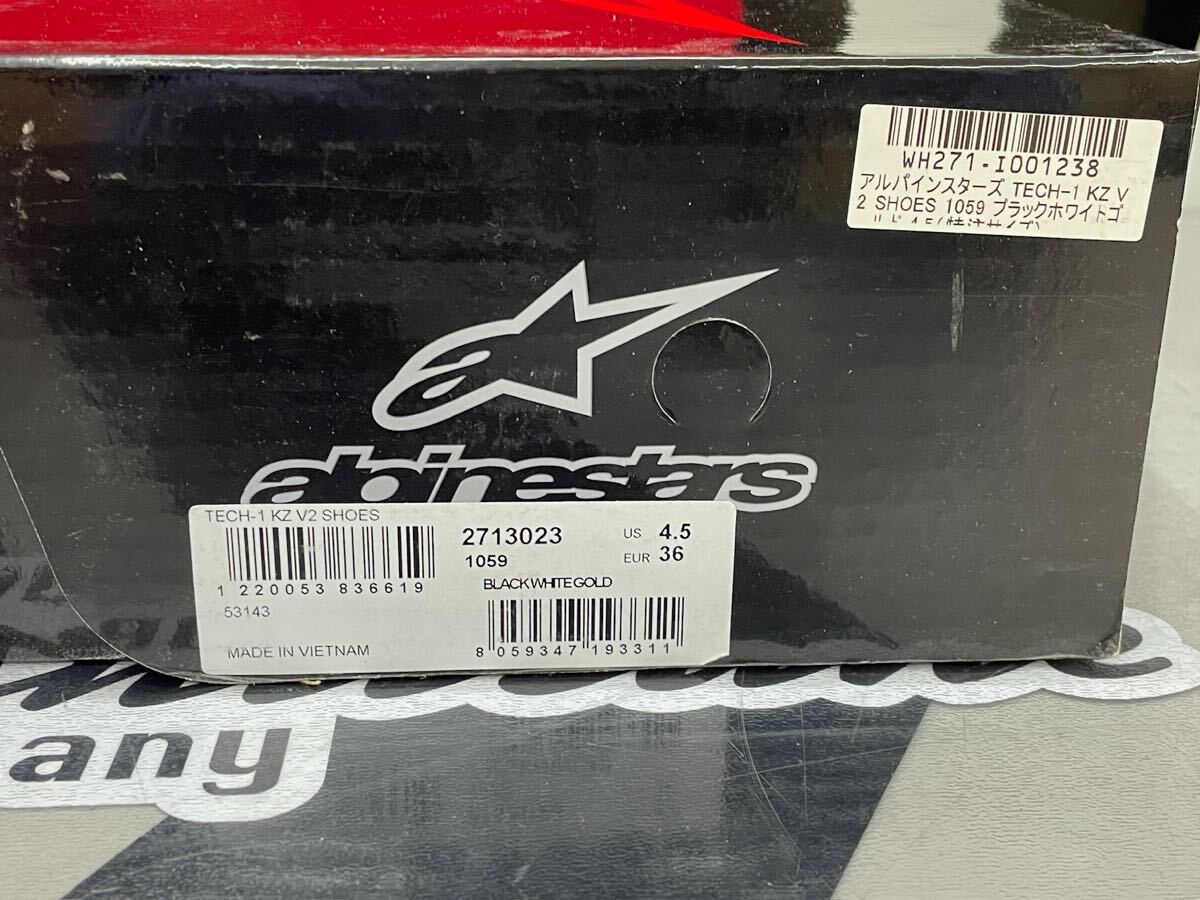 WH271-I001238
アルパインスターズ TECH-1 KZ V
2 SHOES 1059 ブラックホワイトゴ
alpinestars
TECH-1 KZ V2 SHOES
2713023
US 4.5
1059
EUR 36
BLACK WHITE GOLD
1 220053 836619
53143
MADE IN VIETNAM
8 059347 193311
any